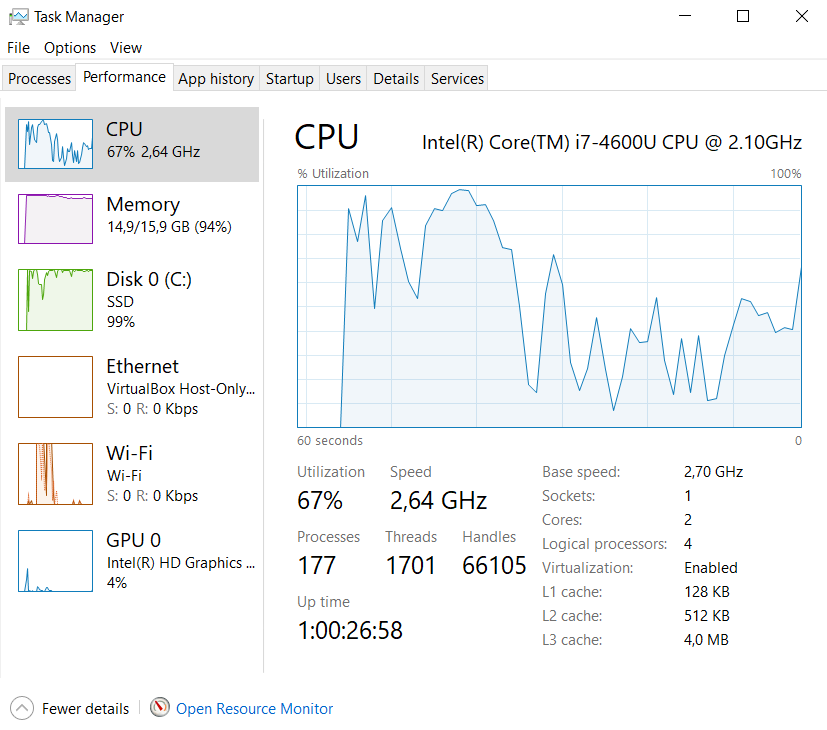 Task Manager
File Options View
Processes Performance App history Startup Users Details Services
CPU
67% 2,64 GHz
Memory
14,9/15,9 GB (94%)
Disk 0 (C:)
SSD
99%
Ethernet
VirtualBox Host-Only...
S: 0 R: 0 Kbps
Wi-Fi
Wi-Fi
S: 0 R: 0 Kbps
GPU 0
Intel(R) HD Graphics ...
4%
CPU Intel(R) Core(TM) i7-4600U CPU @ 2.10GHz
% Utilization 100%
60 seconds 0
Utilization Speed
67% 2,64 GHz
Processes Threads Handles
177 1701 66105
Up time
1:00:26:58
Base speed: 2,70 GHz
Sockets: 1
Cores: 2
Logical processors: 4
Virtualization: Enabled
L1 cache: 128 KB
L2 cache: 512 KB
L3 cache: 4,0 MB
Fewer details Open Resource Monitor